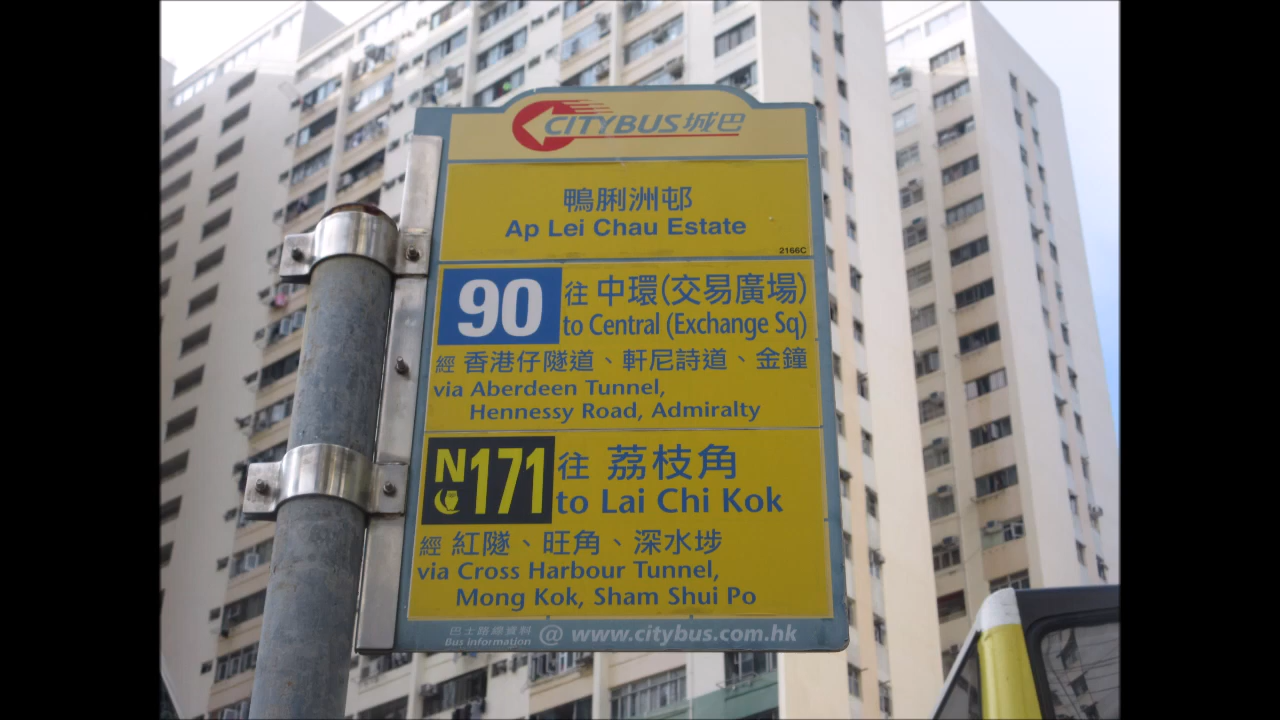 CITYBUS城巴
鴨脷洲邨
Ap Lei Chau Estate
2166C
90 往 中環(交易廣場)
to Central (Exchange Sq)
經 香港仔隧道、軒尼詩道、金鐘
via Aberdeen Tunnel,
Hennessy Road, Admiralty
N171 往 荔枝角
to Lai Chi Kok
經 紅隧、旺角、深水埗
via Cross Harbour Tunnel,
Mong Kok, Sham Shui Po
巴士路線資料
Bus information @ www.citybus.com.hk